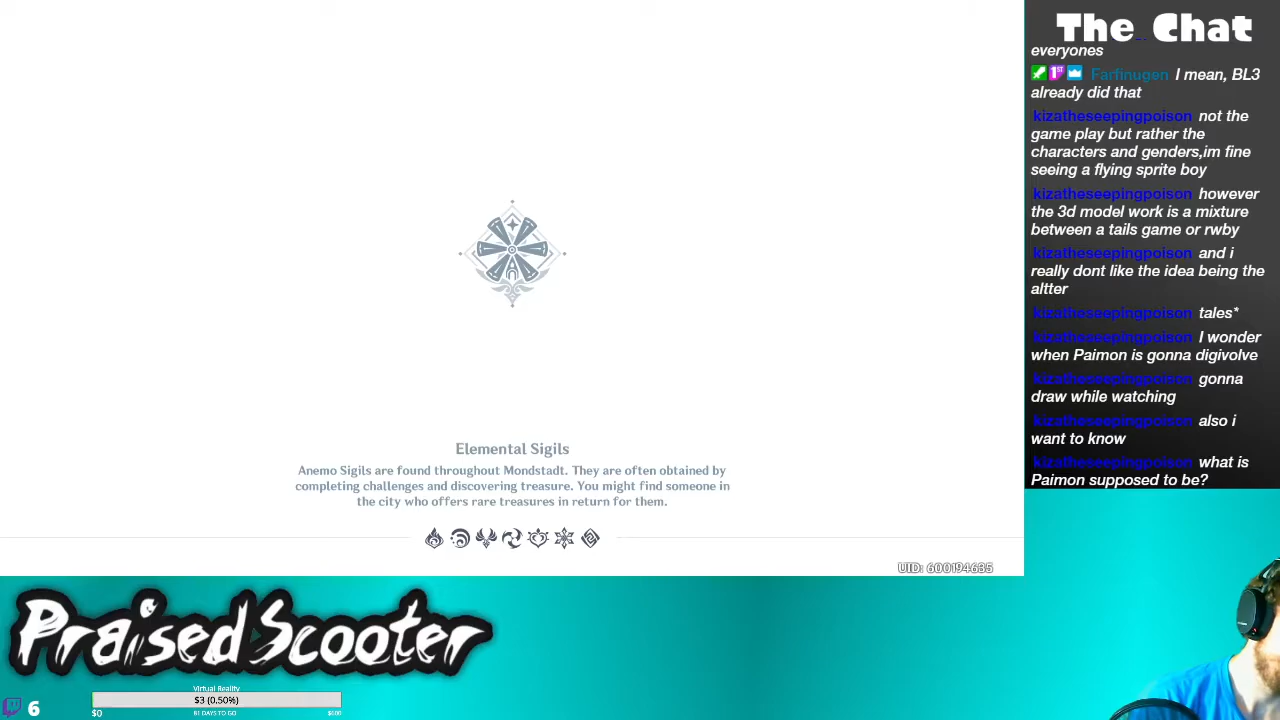 The Chat
everyones
Farfinugen I mean, BL3
already did that
kizatheseepingpoison not the
game play but rather the
characters and genders,im fine
seeing a flying sprite boy
kizatheseepingpoison however
the 3d model work is a mixture
between a tails game or rwby
kizatheseepingpoison and i
really dont like the idea being the
altter
kizatheseepingpoison tales*
kizatheseepingpoison I wonder
when Paimon is gonna digivolve
kizatheseepingpoison gonna
draw while watching
kizatheseepingpoison also i
want to know
kizatheseepingpoison what is
Paimon supposed to be?
Elemental Sigils
Anemo Sigils are found throughout Mondstadt. They are often obtained by
completing challenges and discovering treasure. You might find someone in
the city who offers rare treasures in return for them.
UID: 600194635
PraisedScooter
6
Virtual Reality
$3 (0.50%)
$0
81 DAYS TO GO